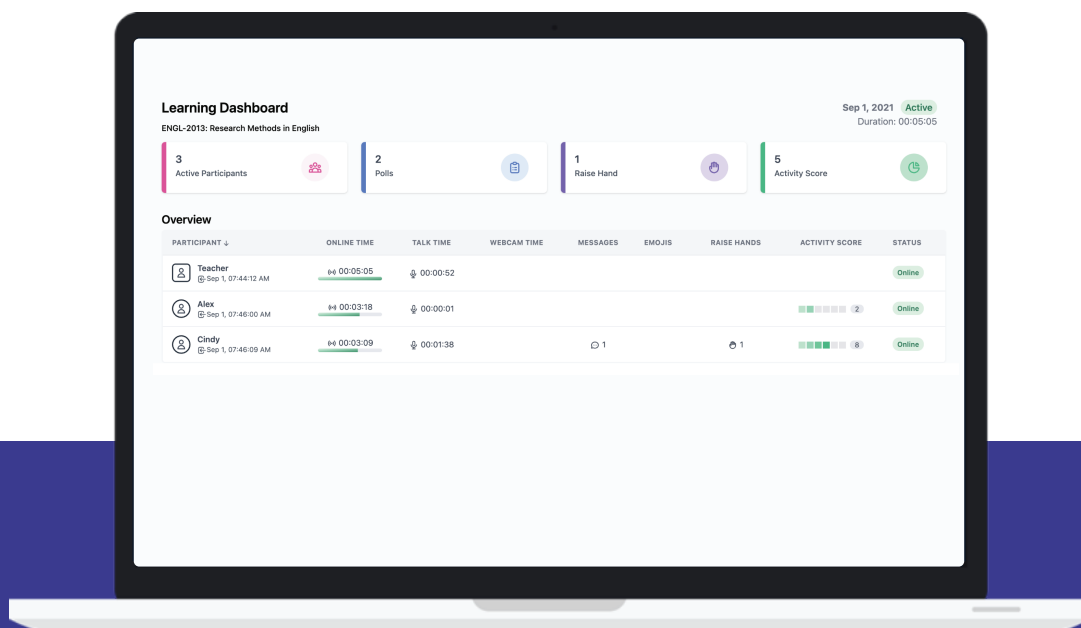 Learning Dashboard
Sep 1, 2021 Active
Duration: 00:05:05
ENGL-2013: Research Methods in English
3
Active Participants
2
Polls
1
Raise Hand
5
Activity Score
Overview
PARTICIPANT ↓ ONLINE TIME TALK TIME WEBCAM TIME MESSAGES EMOJIS RAISE HANDS ACTIVITY SCORE STATUS
Teacher
Sep 1, 07:44:12 AM
00:05:05 00:00:52 Online
Alex
Sep 1, 07:46:00 AM
00:03:18 00:00:01 2 Online
Cindy
Sep 1, 07:46:09 AM
00:03:09 00:01:38 1 1 8 Online